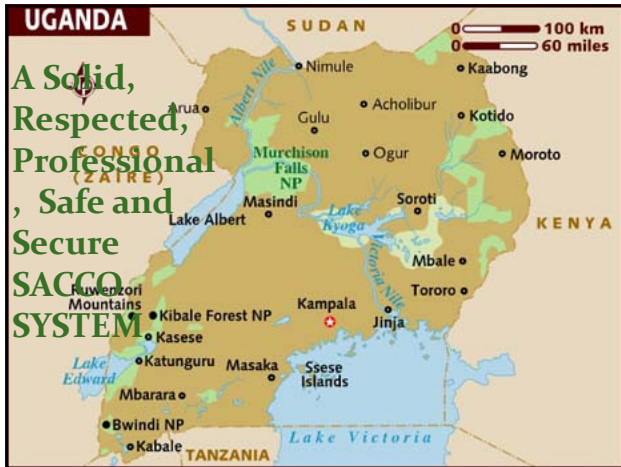 UGANDA
SUDAN
0 100 km
0 60 miles
A Solid,
Respected,
Professional
, Safe and
Secure
SACCO
SYSTEM
Nimule
Kaabong
Albert Nile
Arua
Acholibur
Gulu
Kotido
CONGO
(ZAÏRE)
Murchison
Falls
NP
Ogur
Moroto
Masindi
Soroti
Lake Albert
Lake
Kyoga
KENYA
Victoria Nile
Mbale
Tororo
Ruwenzori
Mountains
Kampala
Kibale Forest NP
Jinja
Kasese
Lake
Edward
Katunguru
Masaka
Ssese
Islands
Mbarara
Bwindi NP
Kabale
TANZANIA
Lake Victoria